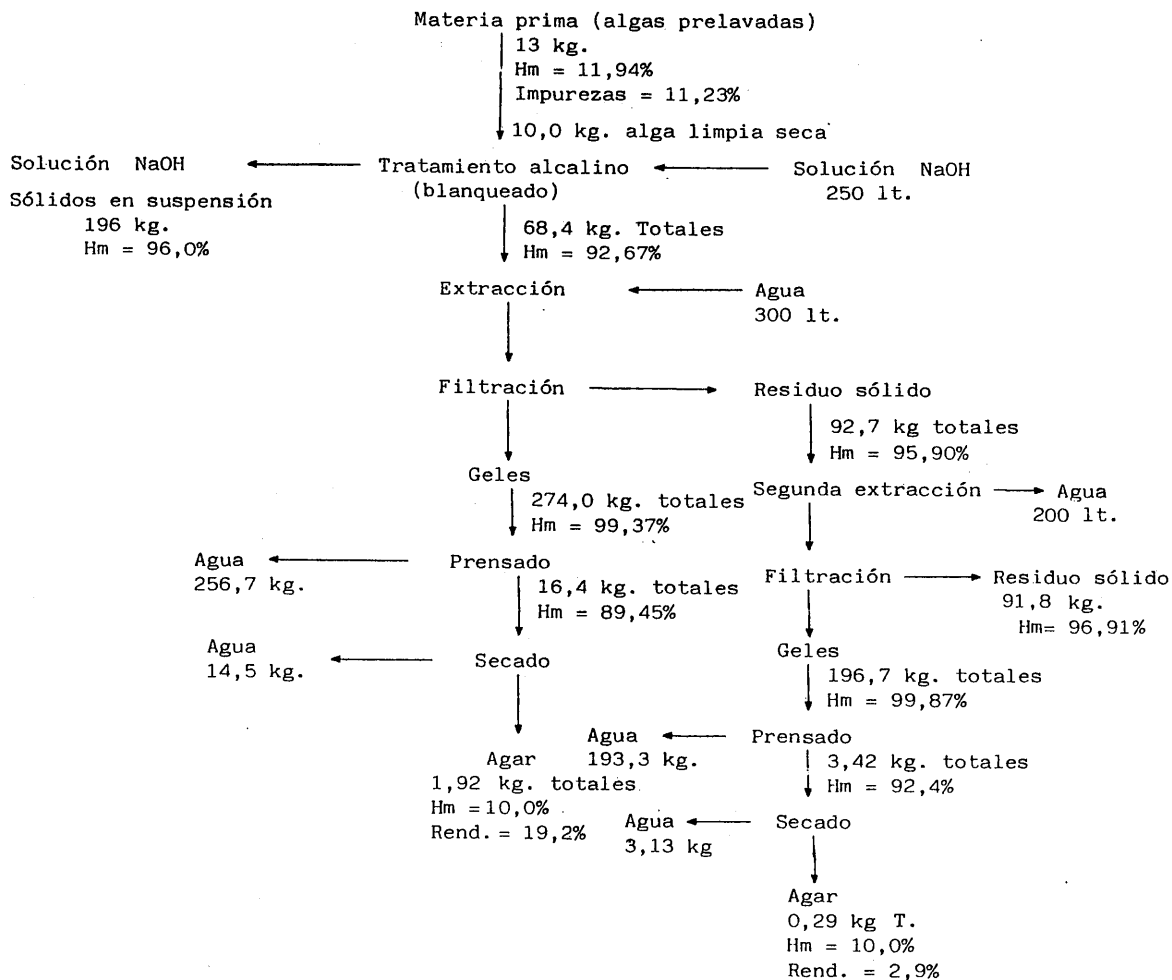 Materia prima (algas prelavadas)
13 kg.
Hm = 11,94%
Impurezas = 11,23%
10,0 kg. alga limpia seca
Solución NaOH
Tratamiento alcalino
(blanqueado)
Solución NaOH
250 lt.
Sólidos en suspensión
196 kg.
Hm = 96,0%
68,4 kg. Totales
Hm = 92,67%
Extracción
Agua
300 lt.
Filtración
Residuo sólido
92,7 kg totales
Hm = 95,90%
Geles
274,0 kg. totales
Hm = 99,37%
Segunda extracción
Agua
200 lt.
Agua
256,7 kg.
Prensado
16,4 kg. totales
Hm = 89,45%
Filtración
Residuo sólido
91,8 kg.
Hm= 96,91%
Agua
14,5 kg.
Secado
Geles
196,7 kg. totales
Hm = 99,87%
Agar
1,92 kg. totales
Hm =10,0%
Rend. = 19,2%
Agua
193,3 kg.
Prensado
3,42 kg. totales
Hm = 92,4%
Agua
3,13 kg
Secado
Agar
0,29 kg T.
Hm = 10,0%
Rend. = 2,9%